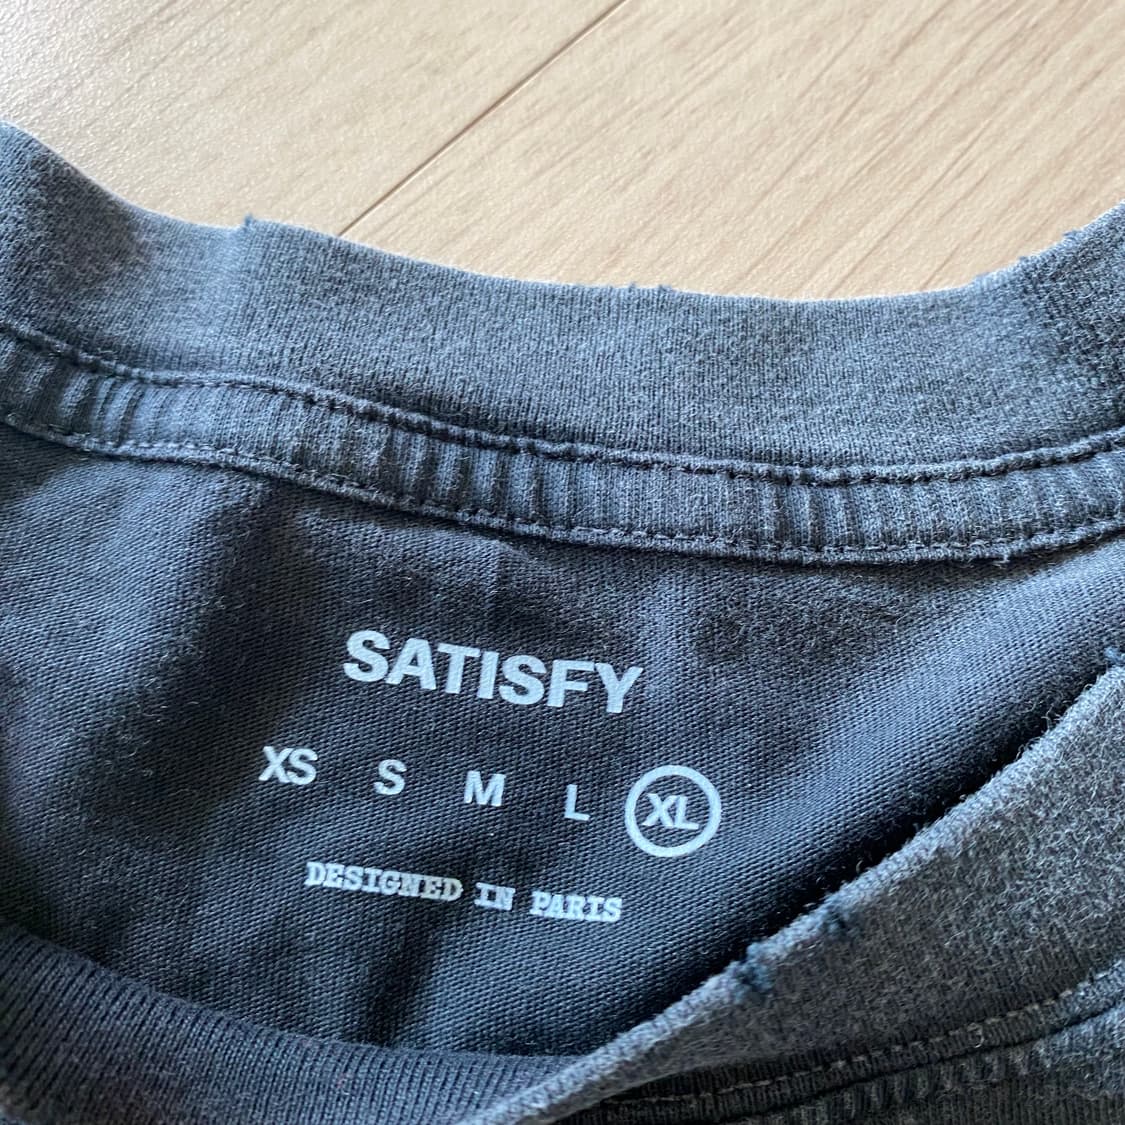 SATISFY
XS S M L XL
DESIGNED IN PARIS